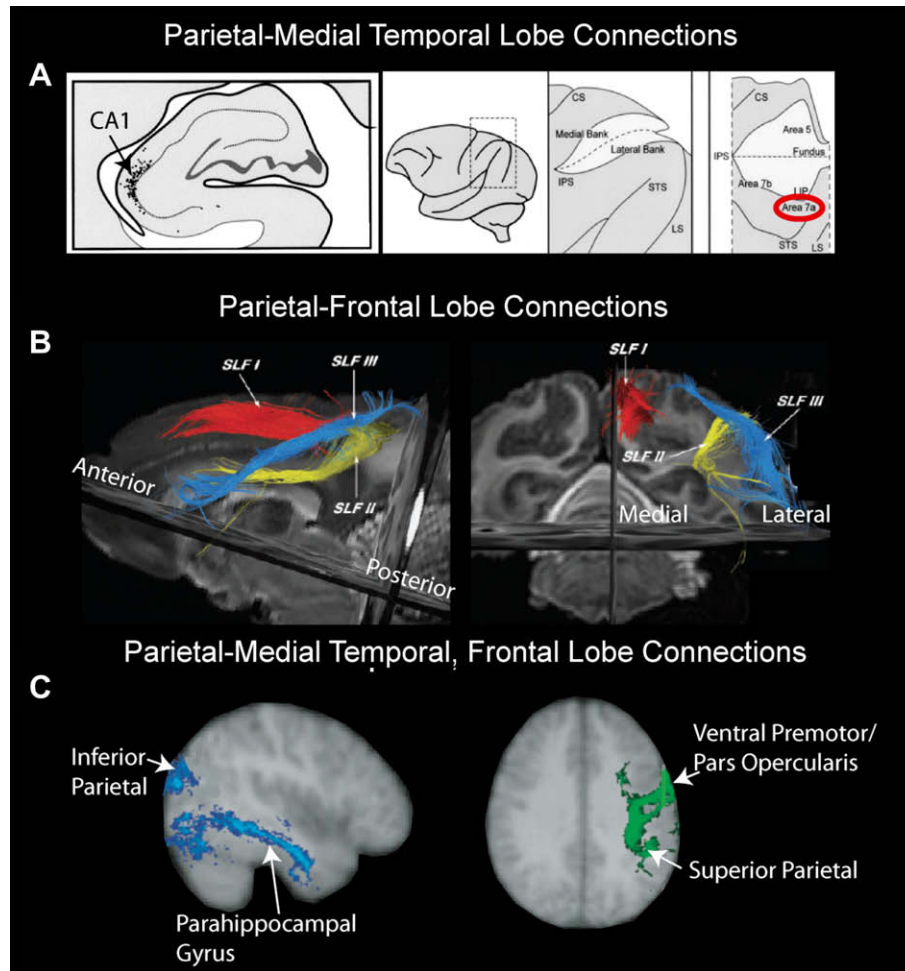 Parietal-Medial Temporal Lobe Connections
A
CA1
CS
Medial Bank
Lateral Bank
IPS
STS
LS
CS
Area 5
IPS
Fundus
Area 7b
LIP
Area 7a
STS
LS
Parietal-Frontal Lobe Connections
B
SLF I
SLF III
SLF II
Anterior
Posterior
SLF I
SLF III
SLF II
Medial
Lateral
Parietal-Medial Temporal, Frontal Lobe Connections
C
Inferior
Parietal
Parahippocampal
Gyrus
Ventral Premotor/
Pars Opercularis
Superior Parietal